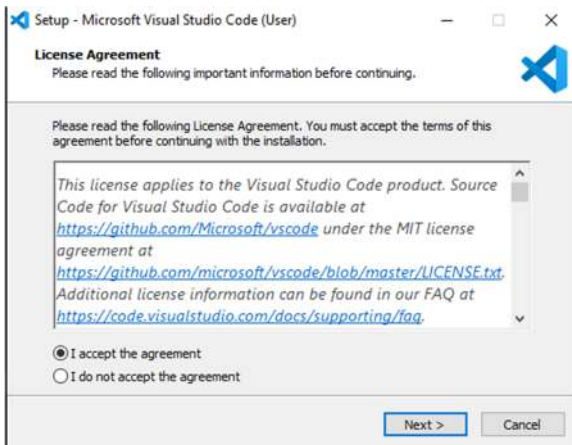 Setup - Microsoft Visual Studio Code (User)
License Agreement
Please read the following important information before continuing.
Please read the following License Agreement. You must accept the terms of this
agreement before continuing with the installation.
This license applies to the Visual Studio Code product. Source
Code for Visual Studio Code is available at
https://github.com/Microsoft/vscode under the MIT license
agreement at
https://github.com/microsoft/vscode/blob/master/LICENSE.txt.
Additional license information can be found in our FAQ at
https://code.visualstudio.com/docs/supporting/faq.
I accept the agreement
I do not accept the agreement
Next > Cancel